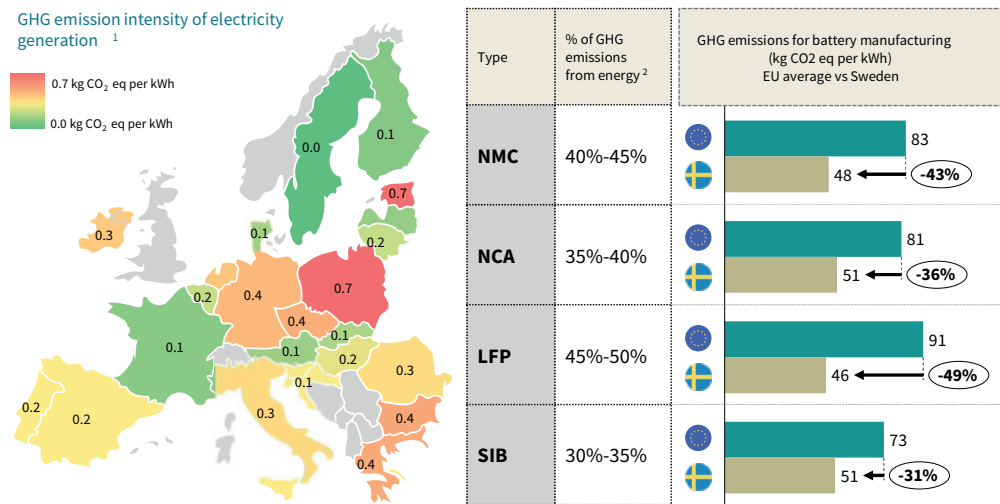 GHG emission intensity of electricity
generation 1
0.7 kg CO₂ eq per kWh
0.0 kg CO₂ eq per kWh
0.0
0.1
0.7
0.3
0.1
0.2
0.2
0.4
0.7
0.4
0.1
0.1
0.1
0.2
0.1
0.3
0.2
0.2
0.3
0.4
0.4
Type
% of GHG
emissions
from energy 2
GHG emissions for battery manufacturing
(kg CO2 eq per kWh)
EU average vs Sweden
NMC
40%-45%
83
48
-43%
NCA
35%-40%
81
51
-36%
LFP
45%-50%
91
46
-49%
SIB
30%-35%
73
51
-31%